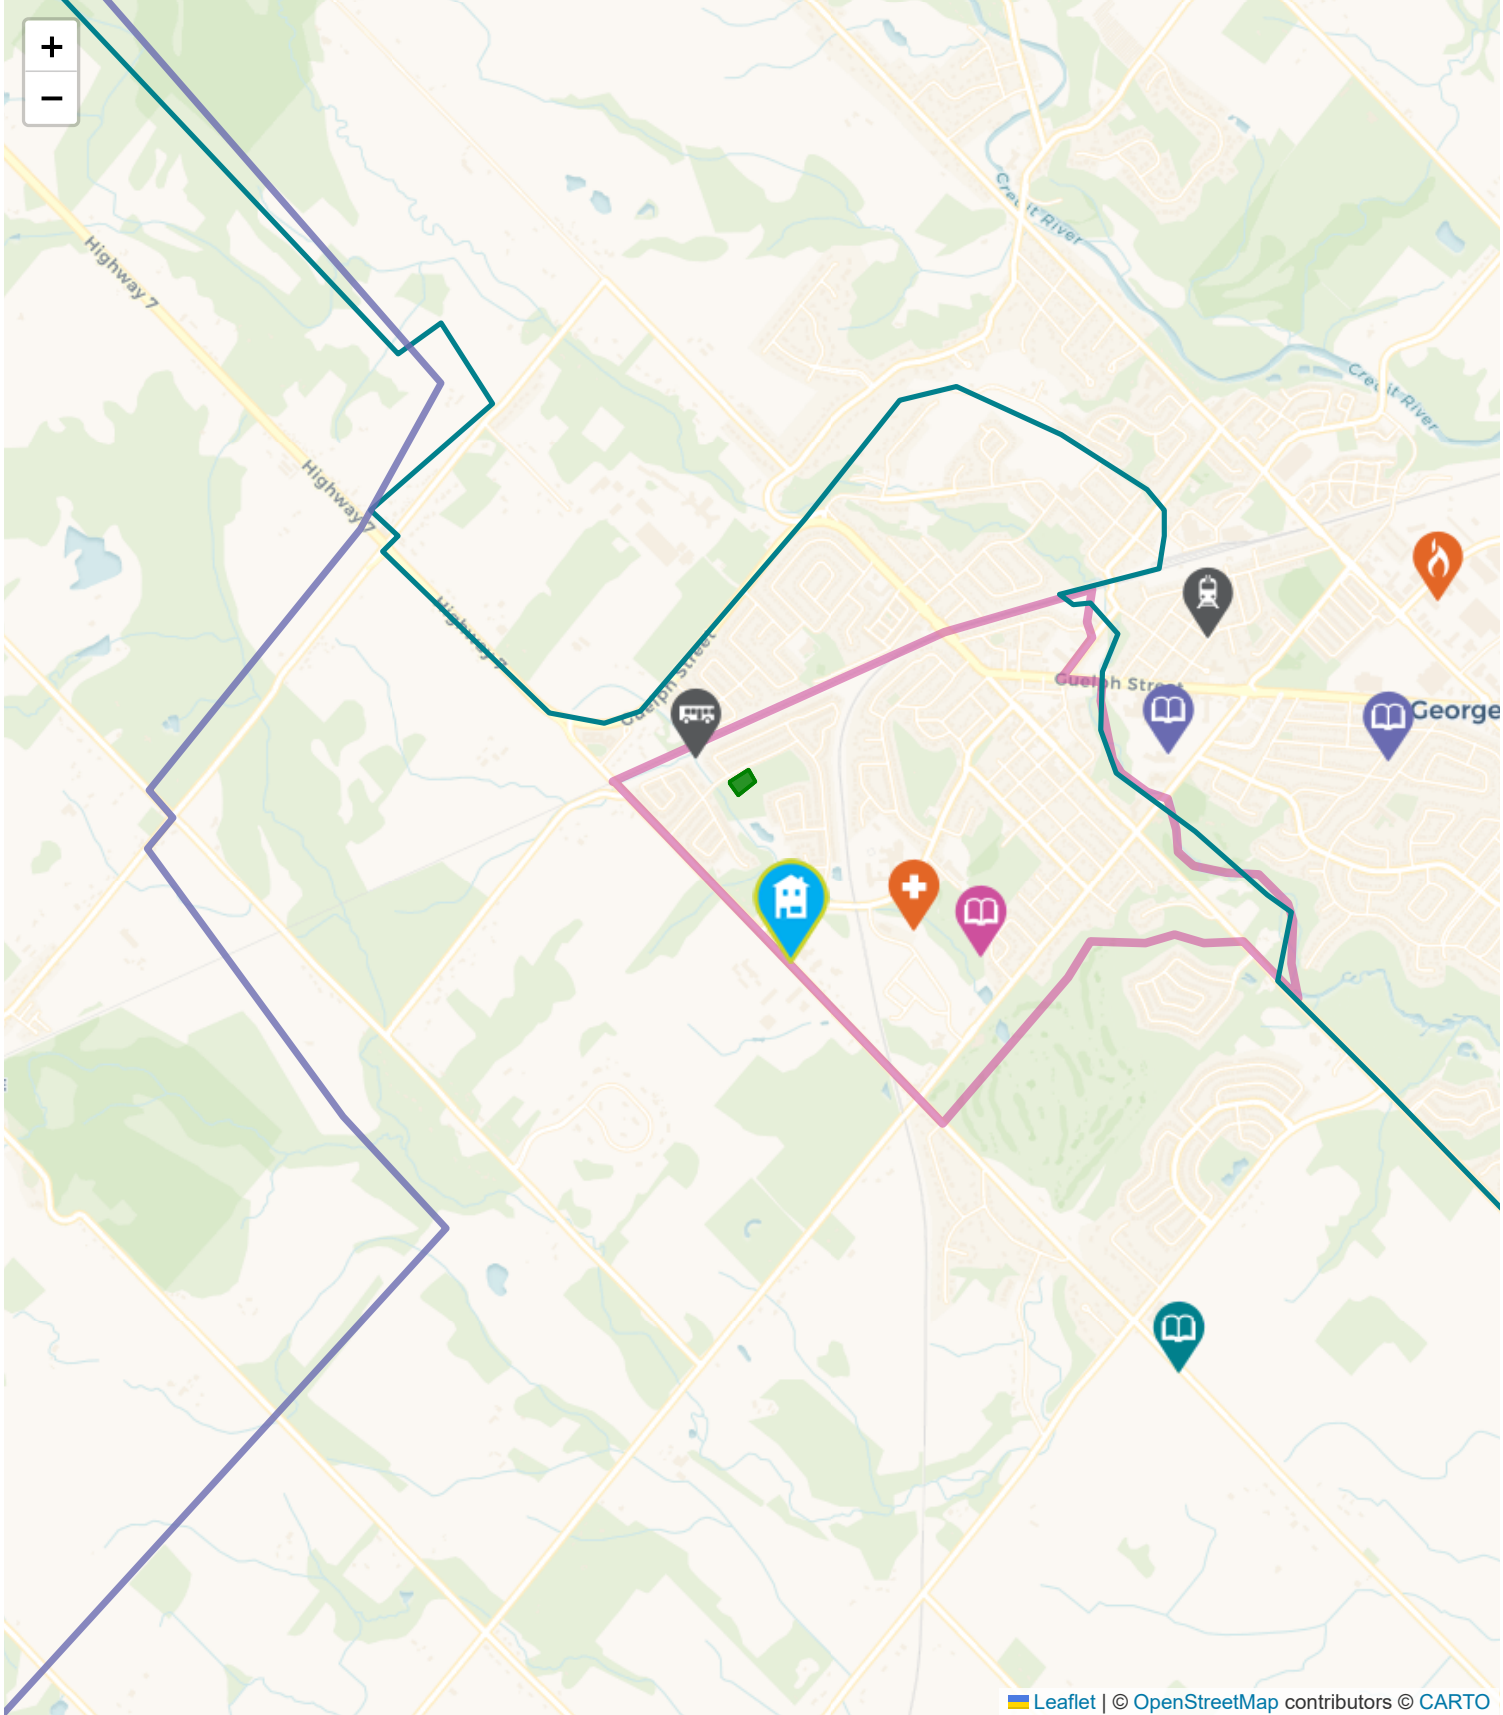 +
−
Credit River
Highway 7
Credit River
Highway 7
Highway 7
Guelph Street
Guelph Street
George
Leaflet | © OpenStreetMap contributors © CARTO